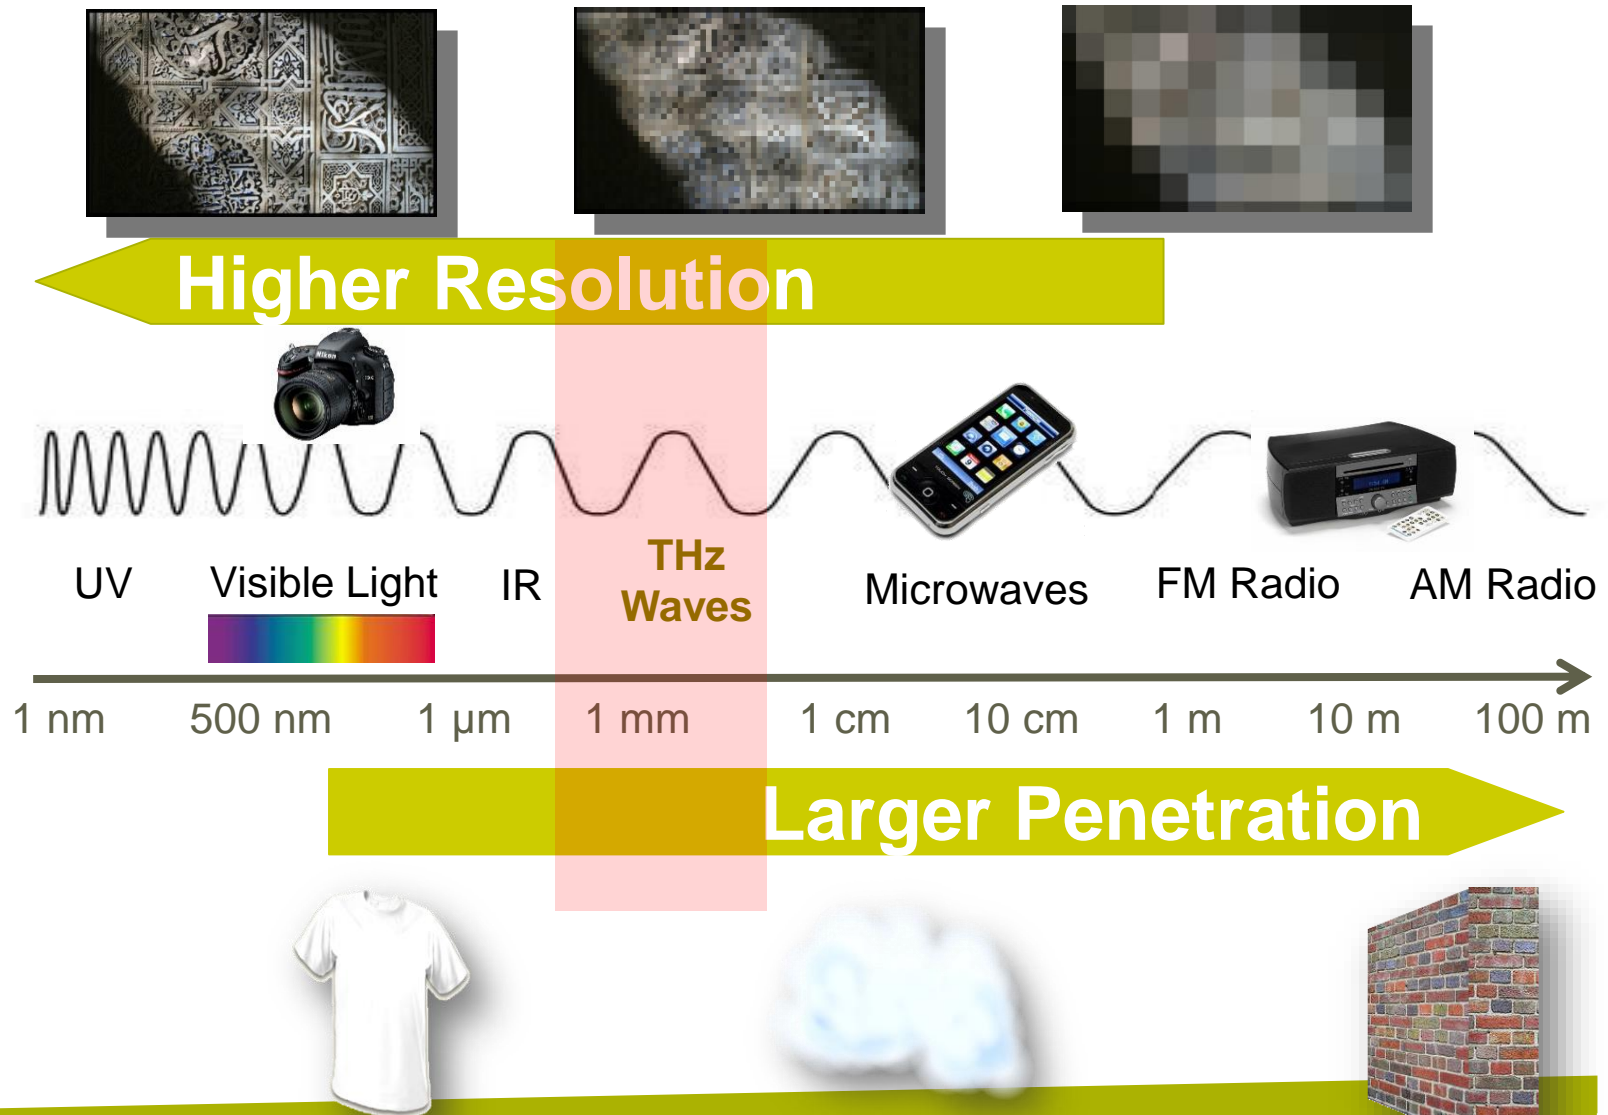 Higher Resolution
Nikon
UV
Visible Light
IR
THz
Waves
Microwaves
FM Radio
AM Radio
1 nm
500 nm
1 µm
1 mm
1 cm
10 cm
1 m
10 m
100 m
Larger Penetration